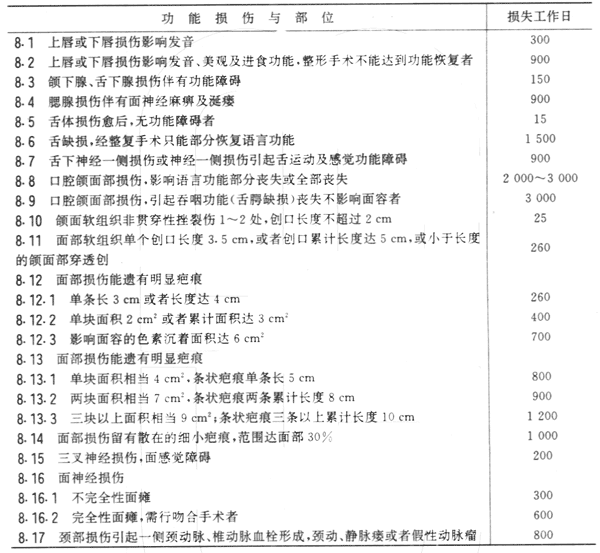 功能损伤与部位 损失工作日
8·1 上唇或下唇损伤影响发音 300
8·2 上唇或下唇损伤影响发音、美观及进食功能,整形手术不能达到功能恢复者 900
8·3 颌下腺、舌下腺损伤伴有功能障碍 150
8·4 腮腺损伤伴有面神经麻痹及涎瘘 900
8·5 舌体损伤愈后,无功能障碍者 15
8·6 舌缺损,经整复手术只能部分恢复语言功能 1 500
8·7 舌下神经一侧损伤或神经一侧损伤引起舌运动及感觉功能障碍 900
8·8 口腔颌面部损伤,影响语言功能部分丧失或全部丧失 2 000~3 000
8·9 口腔颌面部损伤,引起吞咽功能(舌腭缺损)丧失不影响面容者 3 000
8·10 颌面软组织非贯穿性挫裂伤1~2处,创口长度不超过2 cm 25
8·11 面部软组织单个创口长度3.5 cm,或者创口累计长度达5 cm,或小于长度
的颌面部穿透创 260
8·12 面部损伤能遗有明显疤痕
8·12·1 单条长3 cm或者长度达4 cm 260
8·12·2 单块面积2 cm²或者累计面积达3 cm² 400
8·12·3 影响面容的色素沉着面积达6 cm² 700
8·13 面部损伤能遗有明显疤痕
8·13·1 单块面积相当4 cm²,条状疤痕单条长5 cm 800
8·13·2 两块面积相当7 cm²,条状疤痕两条累计长度8 cm 900
8·13·3 三块以上面积相当9 cm²;条状疤痕三条以上累计长度10 cm 1 200
8·14 面部损伤留有散在的细小疤痕,范围达面部30% 1 000
8·15 三叉神经损伤,面感觉障碍 200
8·16 面神经损伤
8·16·1 不完全性面瘫 300
8·16·2 完全性面瘫,需行吻合手术者 600
8·17 颈部损伤引起一侧颈动脉、椎动脉血栓形成,颈动、静脉瘘或者假性动脉瘤 800